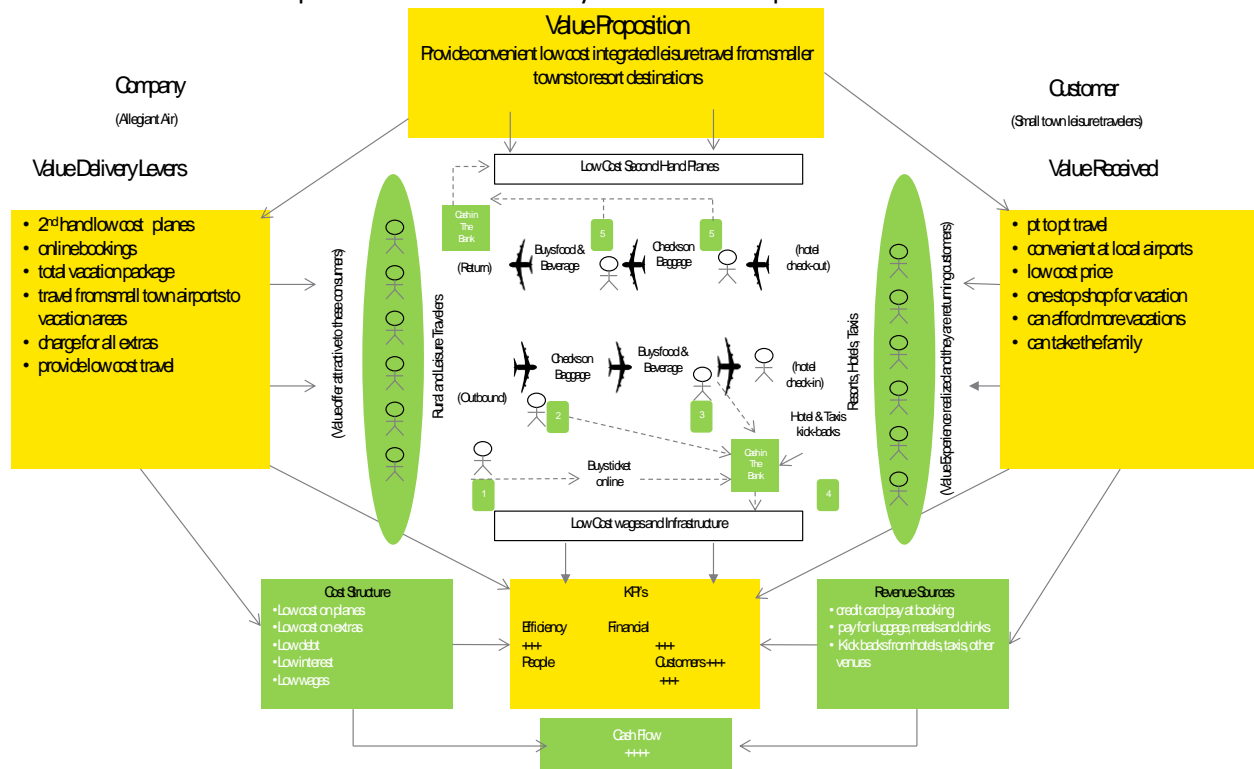 Value Proposition
Provide convenient low cost integrated leisure travel from smaller
towns to resort destinations
Company
(Allegiant Air)
Customer
(Small town leisure travelers)
Value Delivery Levers
Value Received
• 2nd hand low cost planes
• online bookings
• total vacation package
• travel from small town airports to
vacation areas
• charge for all extras
• provide low cost travel
(Value offer attractive to these consumers)
Rural and Leisure Travelers
Low Cost Second Hand Planes
Cash in
The
Bank
5
5
(Return)
Buys food &
Beverage
Checks on
Baggage
(hotel
check-out)
Checks on
Baggage
Buys food &
Beverage
(hotel
check-in)
(Outbound)
2
3
Hotel & Taxis
kick-backs
Cash in
The
Bank
Buys ticket
online
1
4
Low Cost wages and Infrastructure
Resorts, Hotels, Taxis
(Value Experience realized and they are returning customers)
• pt to pt travel
• convenient at local airports
• low cost price
• one stop shop for vacation
• can afford more vacations
• can take the family
Cost Structure
• Low cost on planes
• Low cost on extras
• Low debt
• Low interest
• Low wages
KPI's
Efficiency Financial
+++ +++
People Customers +++
+++
Revenue Sources
• credit card pay at booking
• pay for luggage, meals and drinks
• Kick backs from hotels, taxis, other
venues
Cash Flow
++++